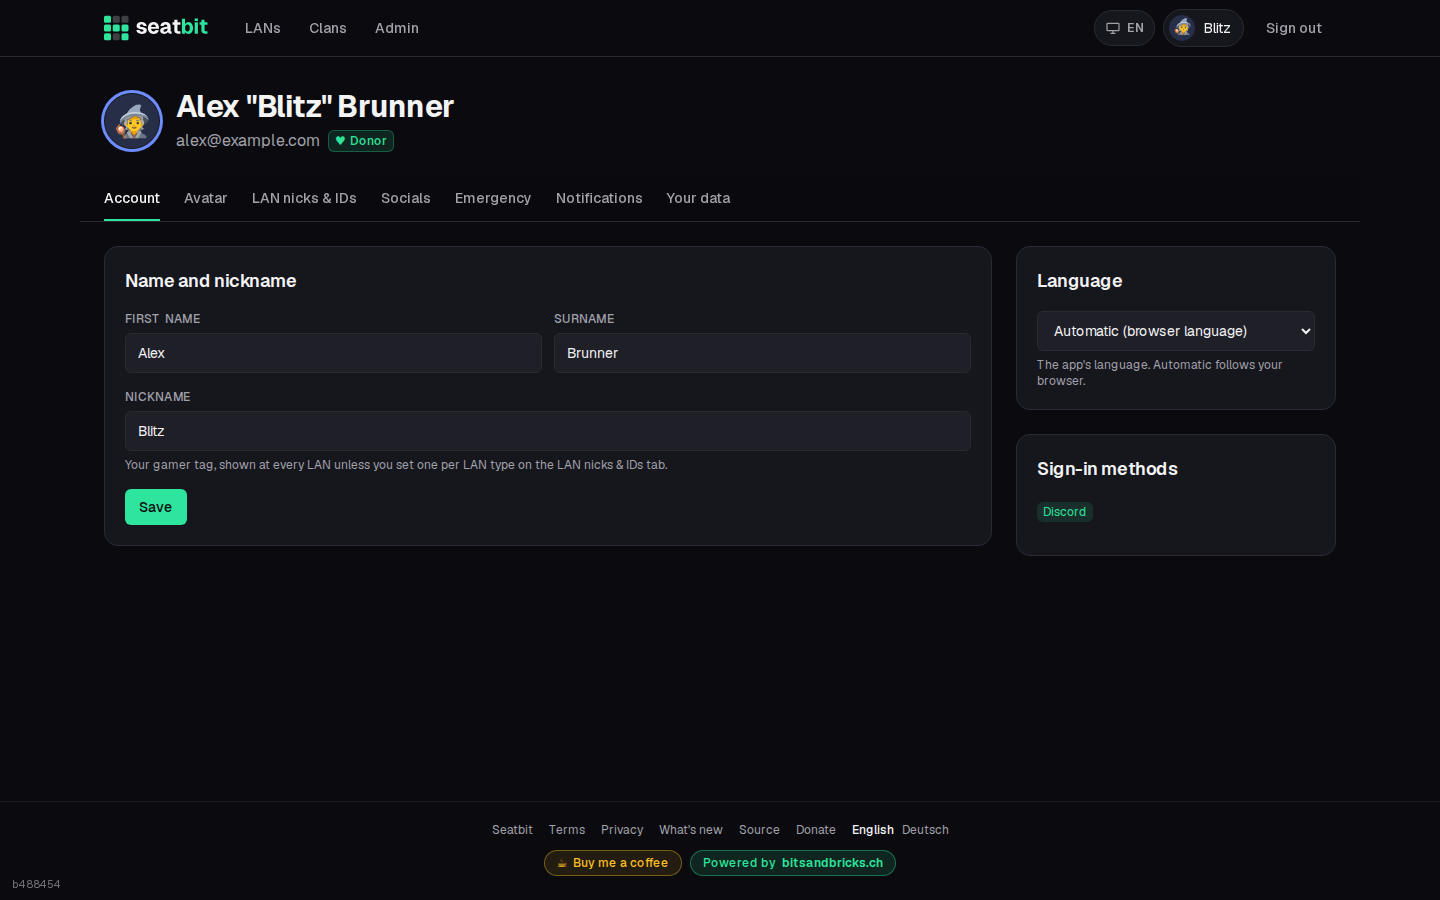 seatbit LANs Clans Admin EN Blitz Sign out
Alex "Blitz" Brunner
alex@example.com ♥ Donor
Account Avatar LAN nicks & IDs Socials Emergency Notifications Your data
Name and nickname
FIRST NAME SURNAME
Alex Brunner
NICKNAME
Blitz
Your gamer tag, shown at every LAN unless you set one per LAN type on the LAN nicks & IDs tab.
Save
Language
Automatic (browser language)
The app's language. Automatic follows your
browser.
Sign-in methods
Discord
Seatbit Terms Privacy What's new Source Donate English Deutsch
☕ Buy me a coffee Powered by bitsandbricks.ch
b488454